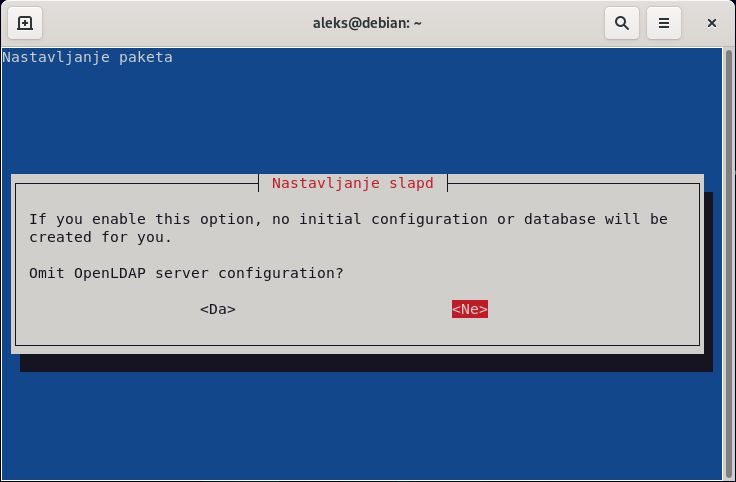 aleks@debian: ~
Nastavljanje paketa
Nastavljanje slapd
If you enable this option, no initial configuration or database will be
created for you.
Omit OpenLDAP server configuration?
<Da> <Ne>